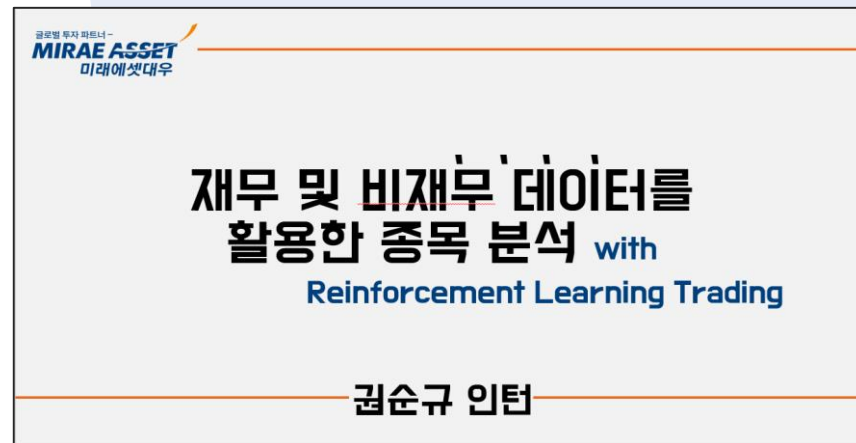 글로벌 투자 파트너 -
MIRAE ASSET
미래에셋대우
재무 및 비재무 데이터를
활용한 종목 분석 with
Reinforcement Learning Trading
권순규 인턴